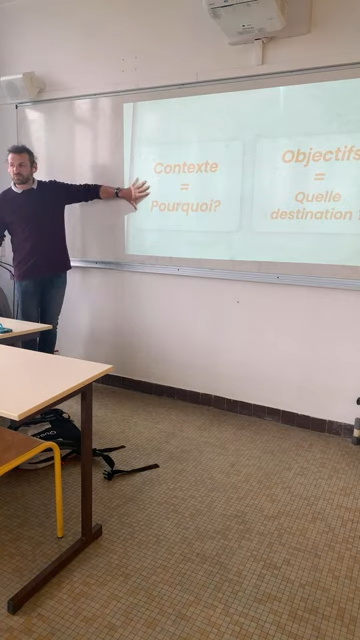 Contexte
=
Pourquoi?
Objectifs
=
Quelle
destination ?